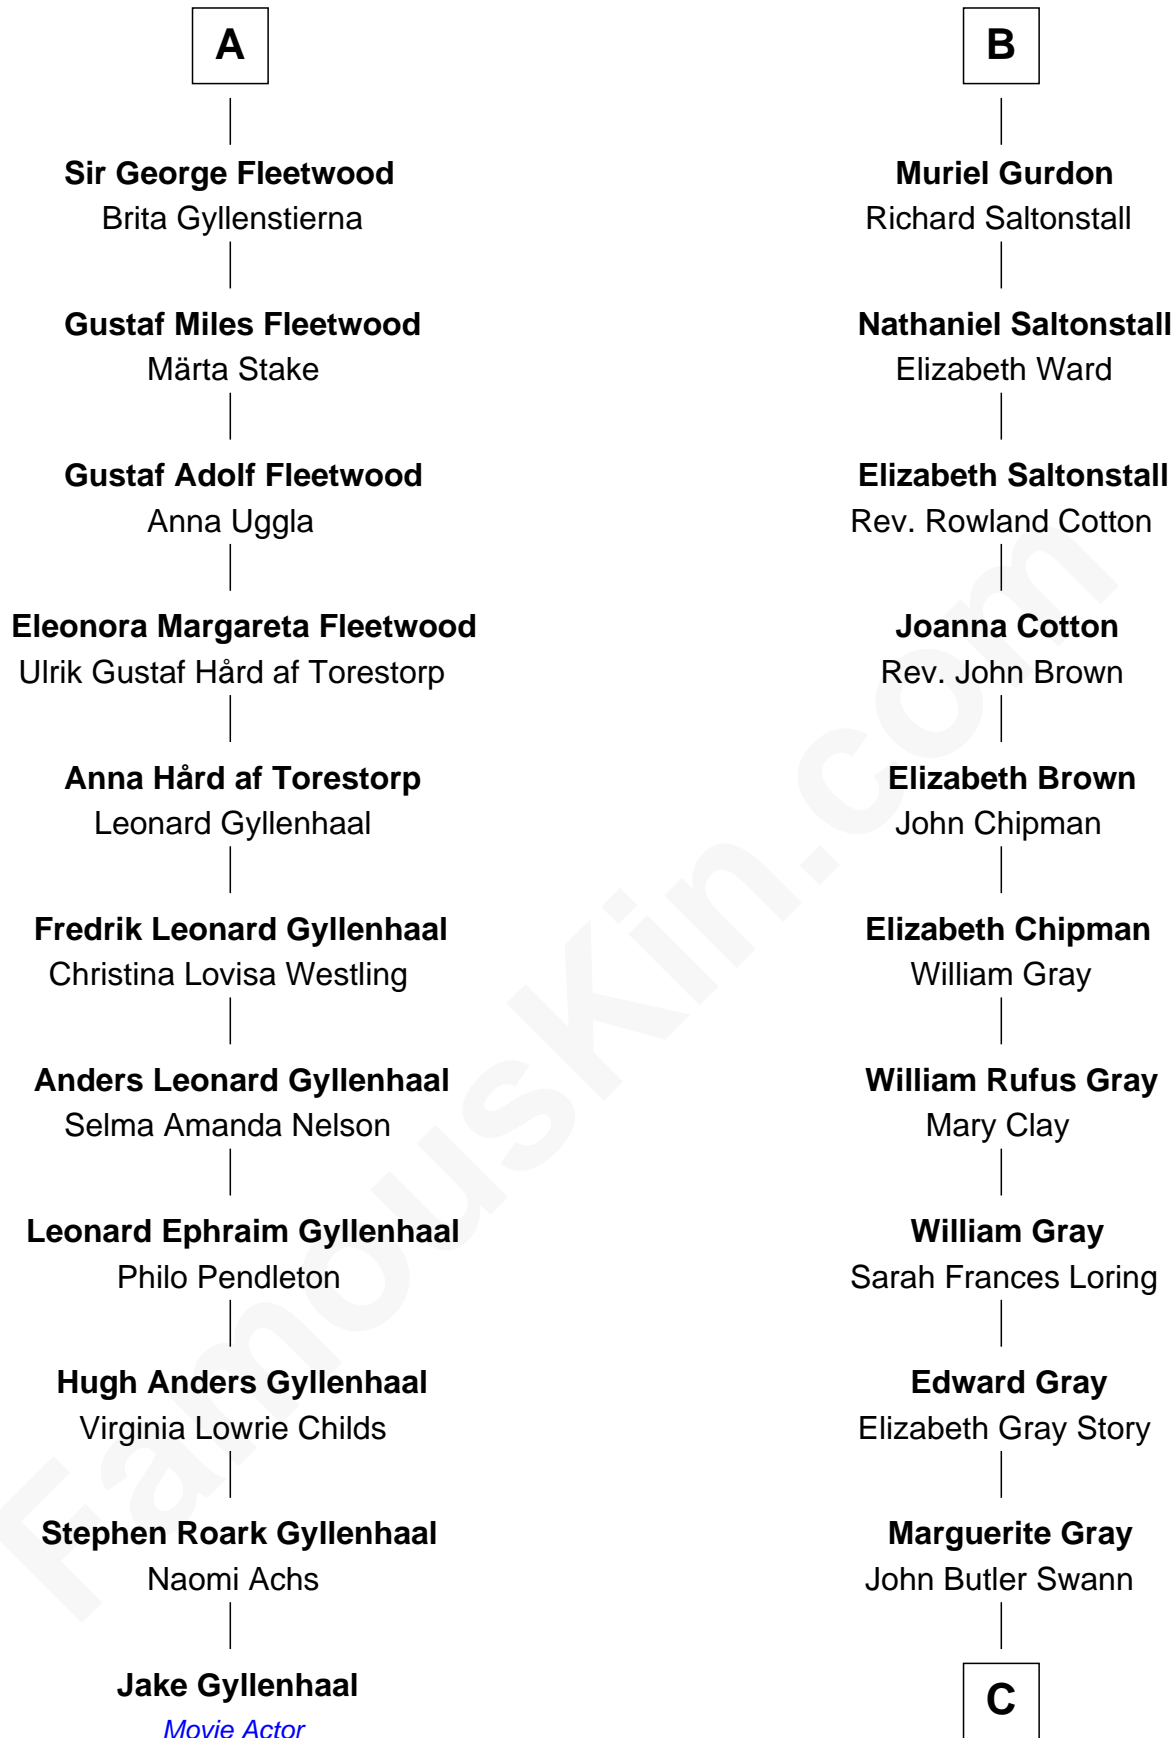 A
Sir George Fleetwood
Brita Gyllenstierna
Gustaf Miles Fleetwood
Märta Stake
Gustaf Adolf Fleetwood
Anna Uggla
Eleonora Margareta Fleetwood
Ulrik Gustaf Hård af Torestorp
Anna Hård af Torestorp
Leonard Gyllenhaal
Fredrik Leonard Gyllenhaal
Christina Lovisa Westling
Anders Leonard Gyllenhaal
Selma Amanda Nelson
Leonard Ephraim Gyllenhaal
Philo Pendleton
Hugh Anders Gyllenhaal
Virginia Lowrie Childs
Stephen Roark Gyllenhaal
Naomi Achs
Jake Gyllenhaal
Movie Actor
B
Muriel Gurdon
Richard Saltonstall
Nathaniel Saltonstall
Elizabeth Ward
Elizabeth Saltonstall
Rev. Rowland Cotton
Joanna Cotton
Rev. John Brown
Elizabeth Brown
John Chipman
Elizabeth Chipman
William Gray
William Rufus Gray
Mary Clay
William Gray
Sarah Frances Loring
Edward Gray
Elizabeth Gray Story
Marguerite Gray
John Butler Swann
C
FamousKin.com